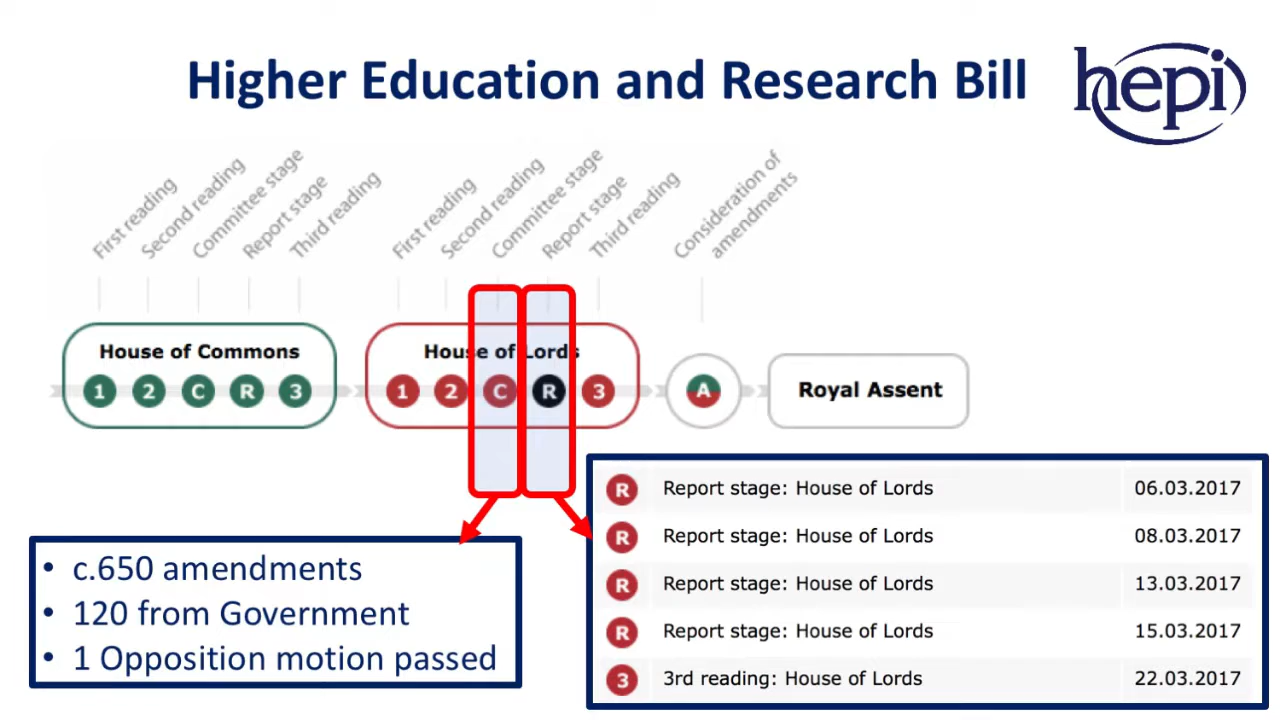 Higher Education and Research Bill
hepi
First reading
Second reading
Committee stage
Report stage
Third reading
First reading
Second reading
Committee stage
Report stage
Third reading
Consideration of
amendments
House of Commons
1 2 C R 3
House of Lords
1 2 C R 3
A
Royal Assent
• c.650 amendments
• 120 from Government
• 1 Opposition motion passed
R Report stage: House of Lords 06.03.2017
R Report stage: House of Lords 08.03.2017
R Report stage: House of Lords 13.03.2017
R Report stage: House of Lords 15.03.2017
3 3rd reading: House of Lords 22.03.2017